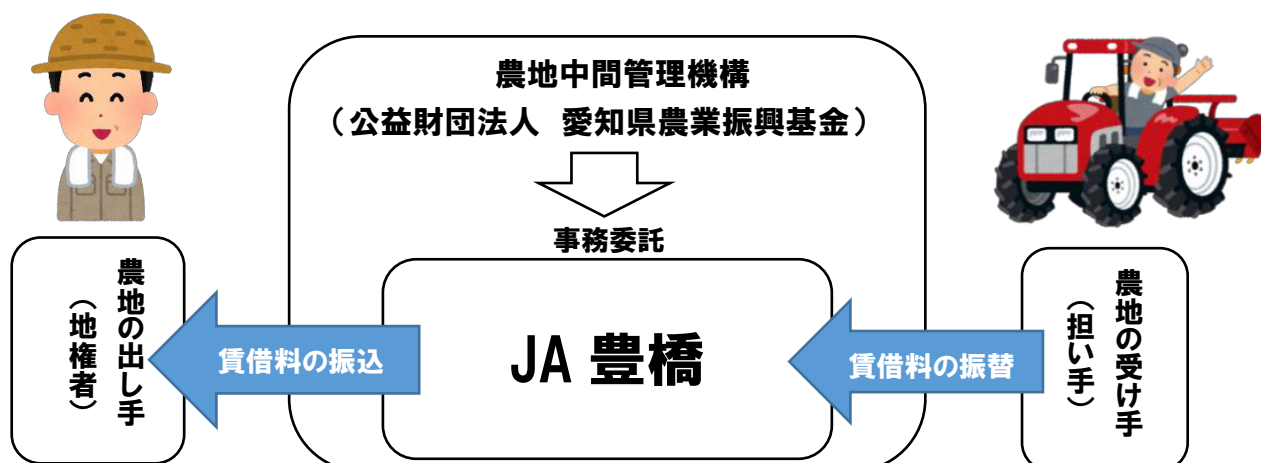 農地中間管理機構
（公益財団法人 愛知県農業振興基金）
事務委託
農地の出し手
（地権者）
賃借料の振込
JA 豊橋
賃借料の振替
農地の受け手
（担い手）